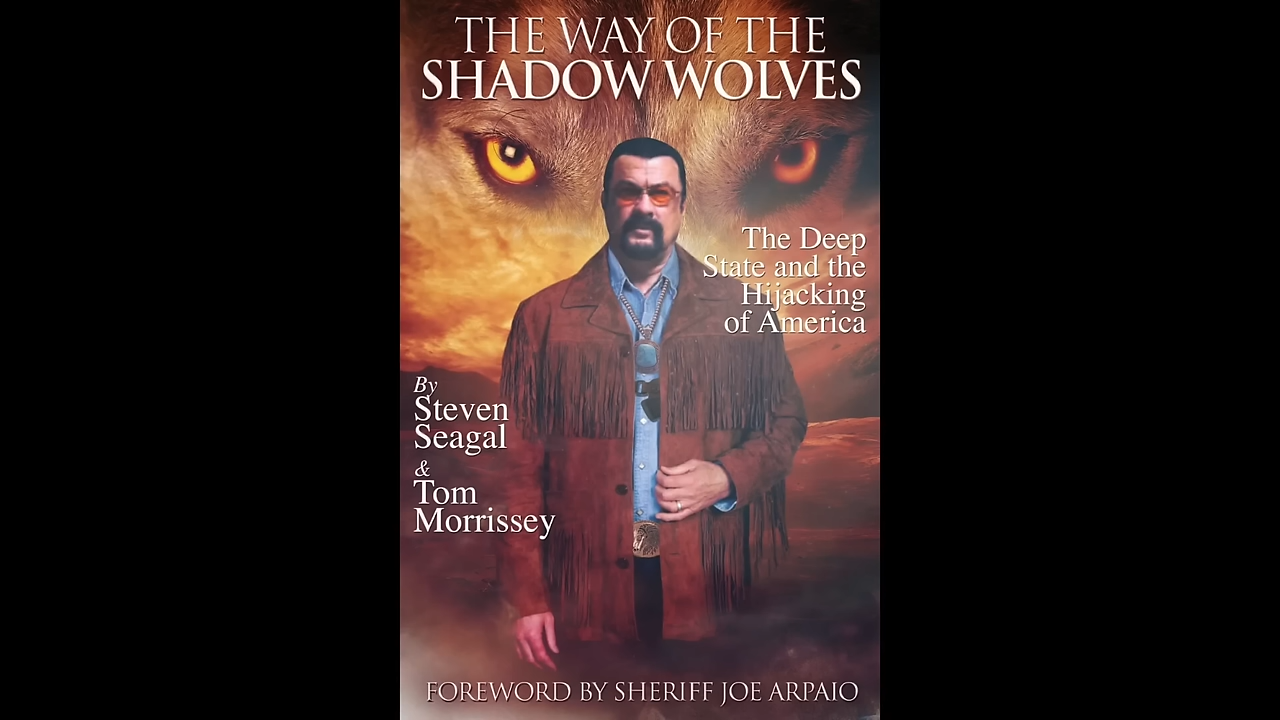 THE WAY OF THE
SHADOW WOLVES
The Deep
State and the
Hijacking
of America
By
Steven
Seagal
&
Tom
Morrissey
FOREWORD BY SHERIFF JOE ARPAIO